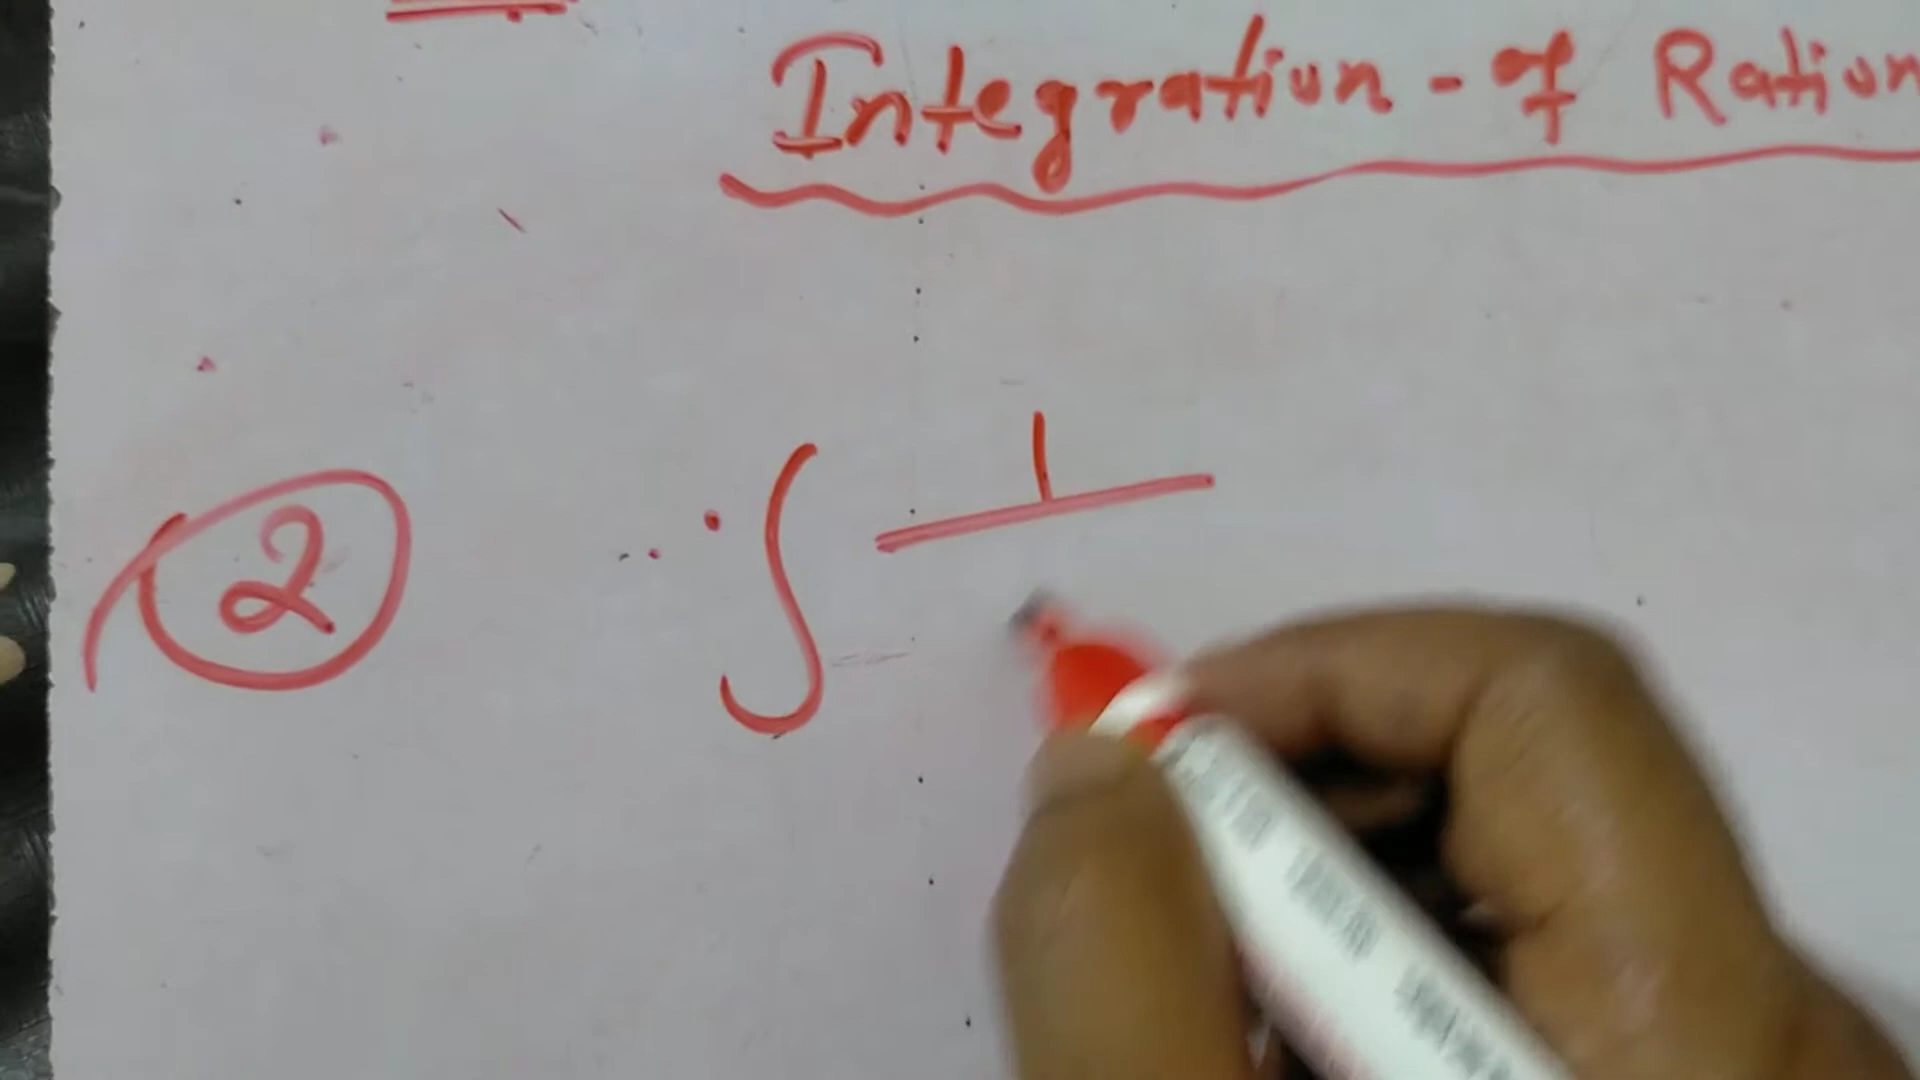 Integration - of Ration
2 ∫ 1